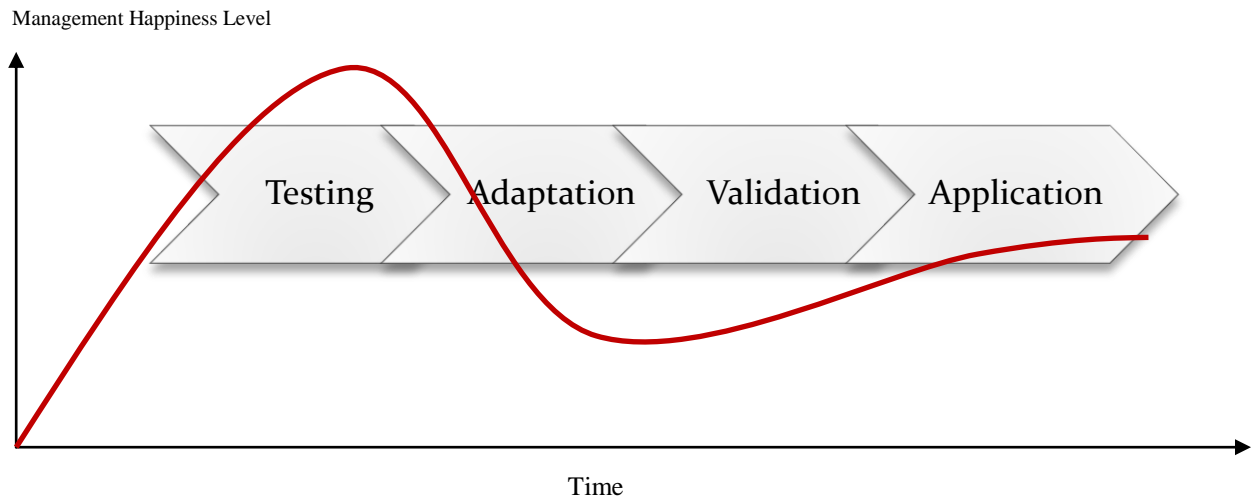 Management Happiness Level
Testing
Adaptation
Validation
Application
Time